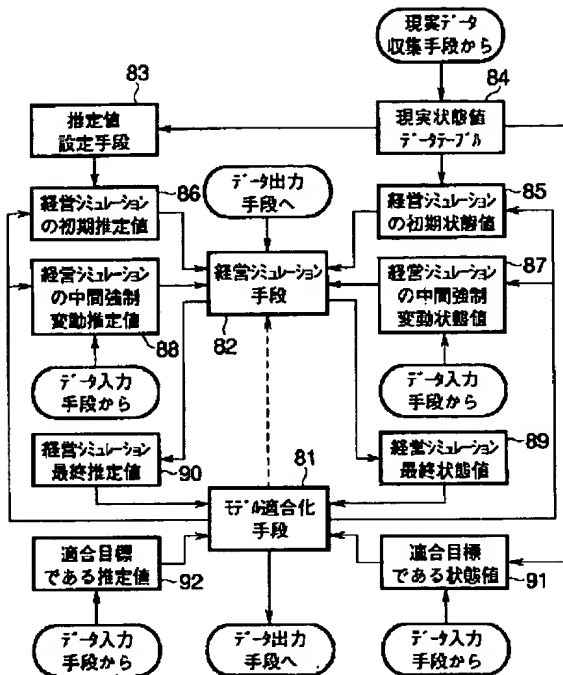 現実データ
収集手段から
83
84
推定値
設定手段
現実状態値
データテーブル
86
データ出力
手段へ
85
経営シミュレーション
の初期推定値
経営シミュレーション
の初期状態値
87
経営シミュレーション
の中間強制
変動推定値
経営シミュレーション
手段
経営シミュレーション
の中間強制
変動状態値
88
82
データ入力
手段から
データ入力
手段から
89
経営シミュレーション
最終推定値
90
81
経営シミュレーション
最終状態値
モデル適合化
手段
適合目標
である推定値
92
適合目標
である状態値
91
データ入力
手段から
データ出力
手段へ
データ入力
手段から